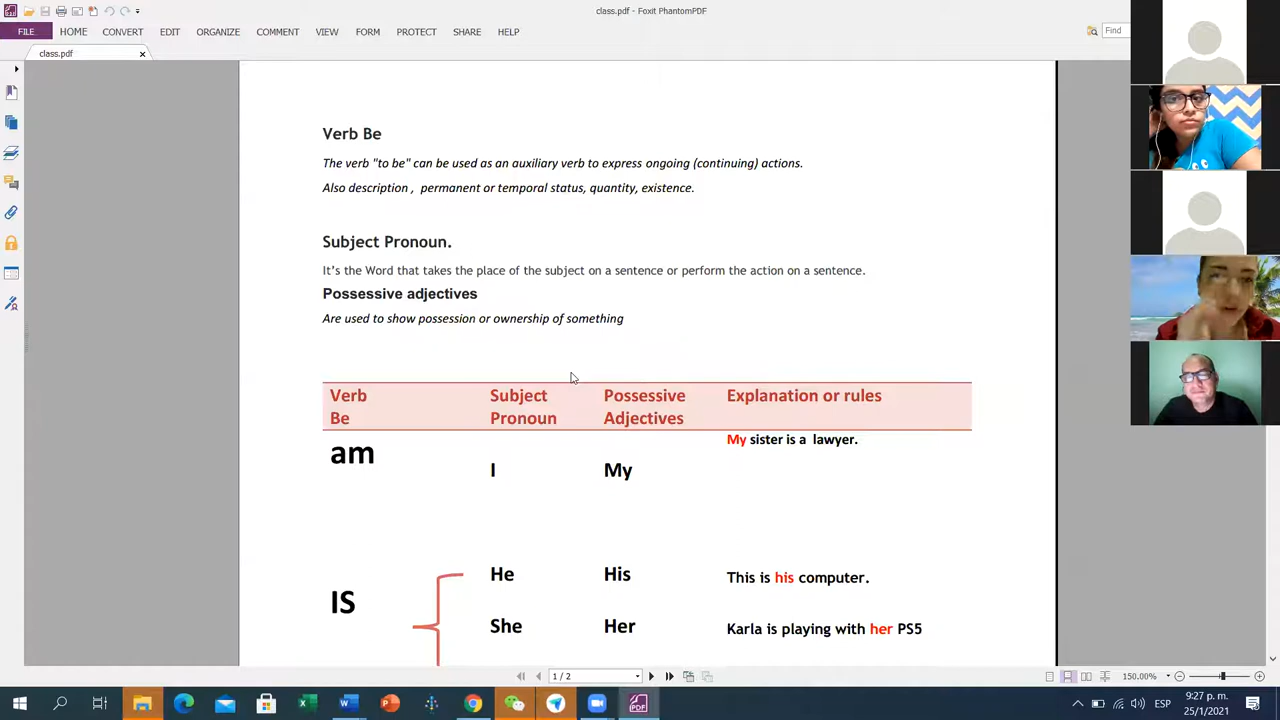 class.pdf - Foxit PhantomPDF
FILE HOME CONVERT EDIT ORGANIZE COMMENT VIEW FORM PROTECT SHARE HELP
Find
class.pdf
Verb Be
The verb "to be" can be used as an auxiliary verb to express ongoing (continuing) actions.
Also description , permanent or temporal status, quantity, existence.
Subject Pronoun.
It's the Word that takes the place of the subject on a sentence or perform the action on a sentence.
Possessive adjectives
Are used to show possession or ownership of something
Verb Be Subject Pronoun Possessive Adjectives Explanation or rules
am I My My sister is a lawyer.
IS
He His This is his computer.
She Her Karla is playing with her PS5
1 / 2
150.00%
ESP
9:27 p. m.
25/1/2021